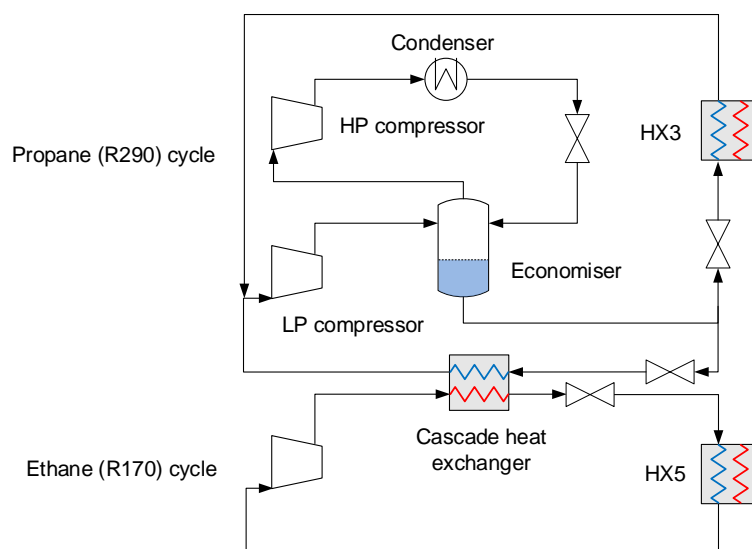 Condenser
HP compressor
HX3
Propane (R290) cycle
Economiser
LP compressor
Cascade heat
exchanger
Ethane (R170) cycle
HX5